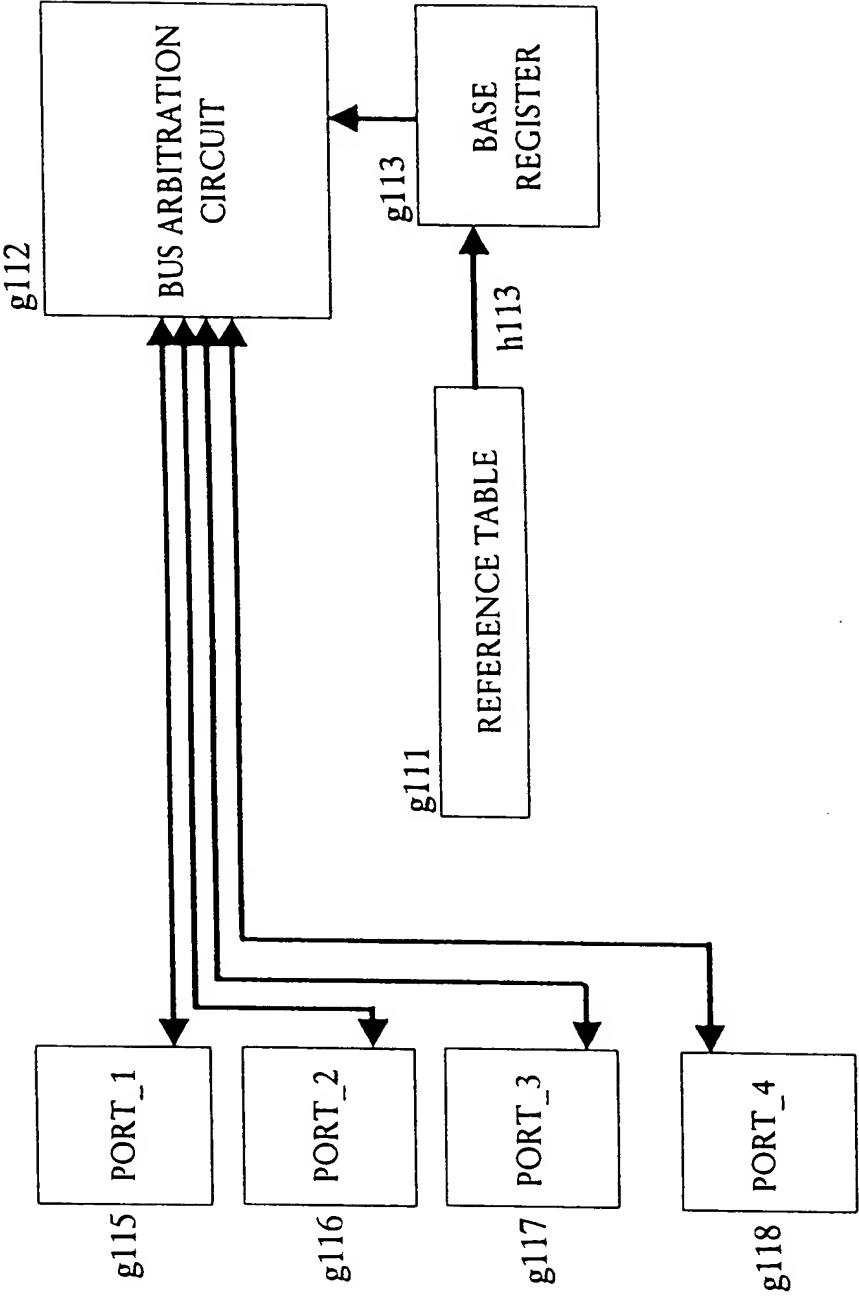 g115
PORT_1
g116
PORT_2
g117
PORT_3
g118
PORT_4
g111
REFERENCE TABLE
h113
g112
BUS ARBITRATION
CIRCUIT
g113
BASE
REGISTER